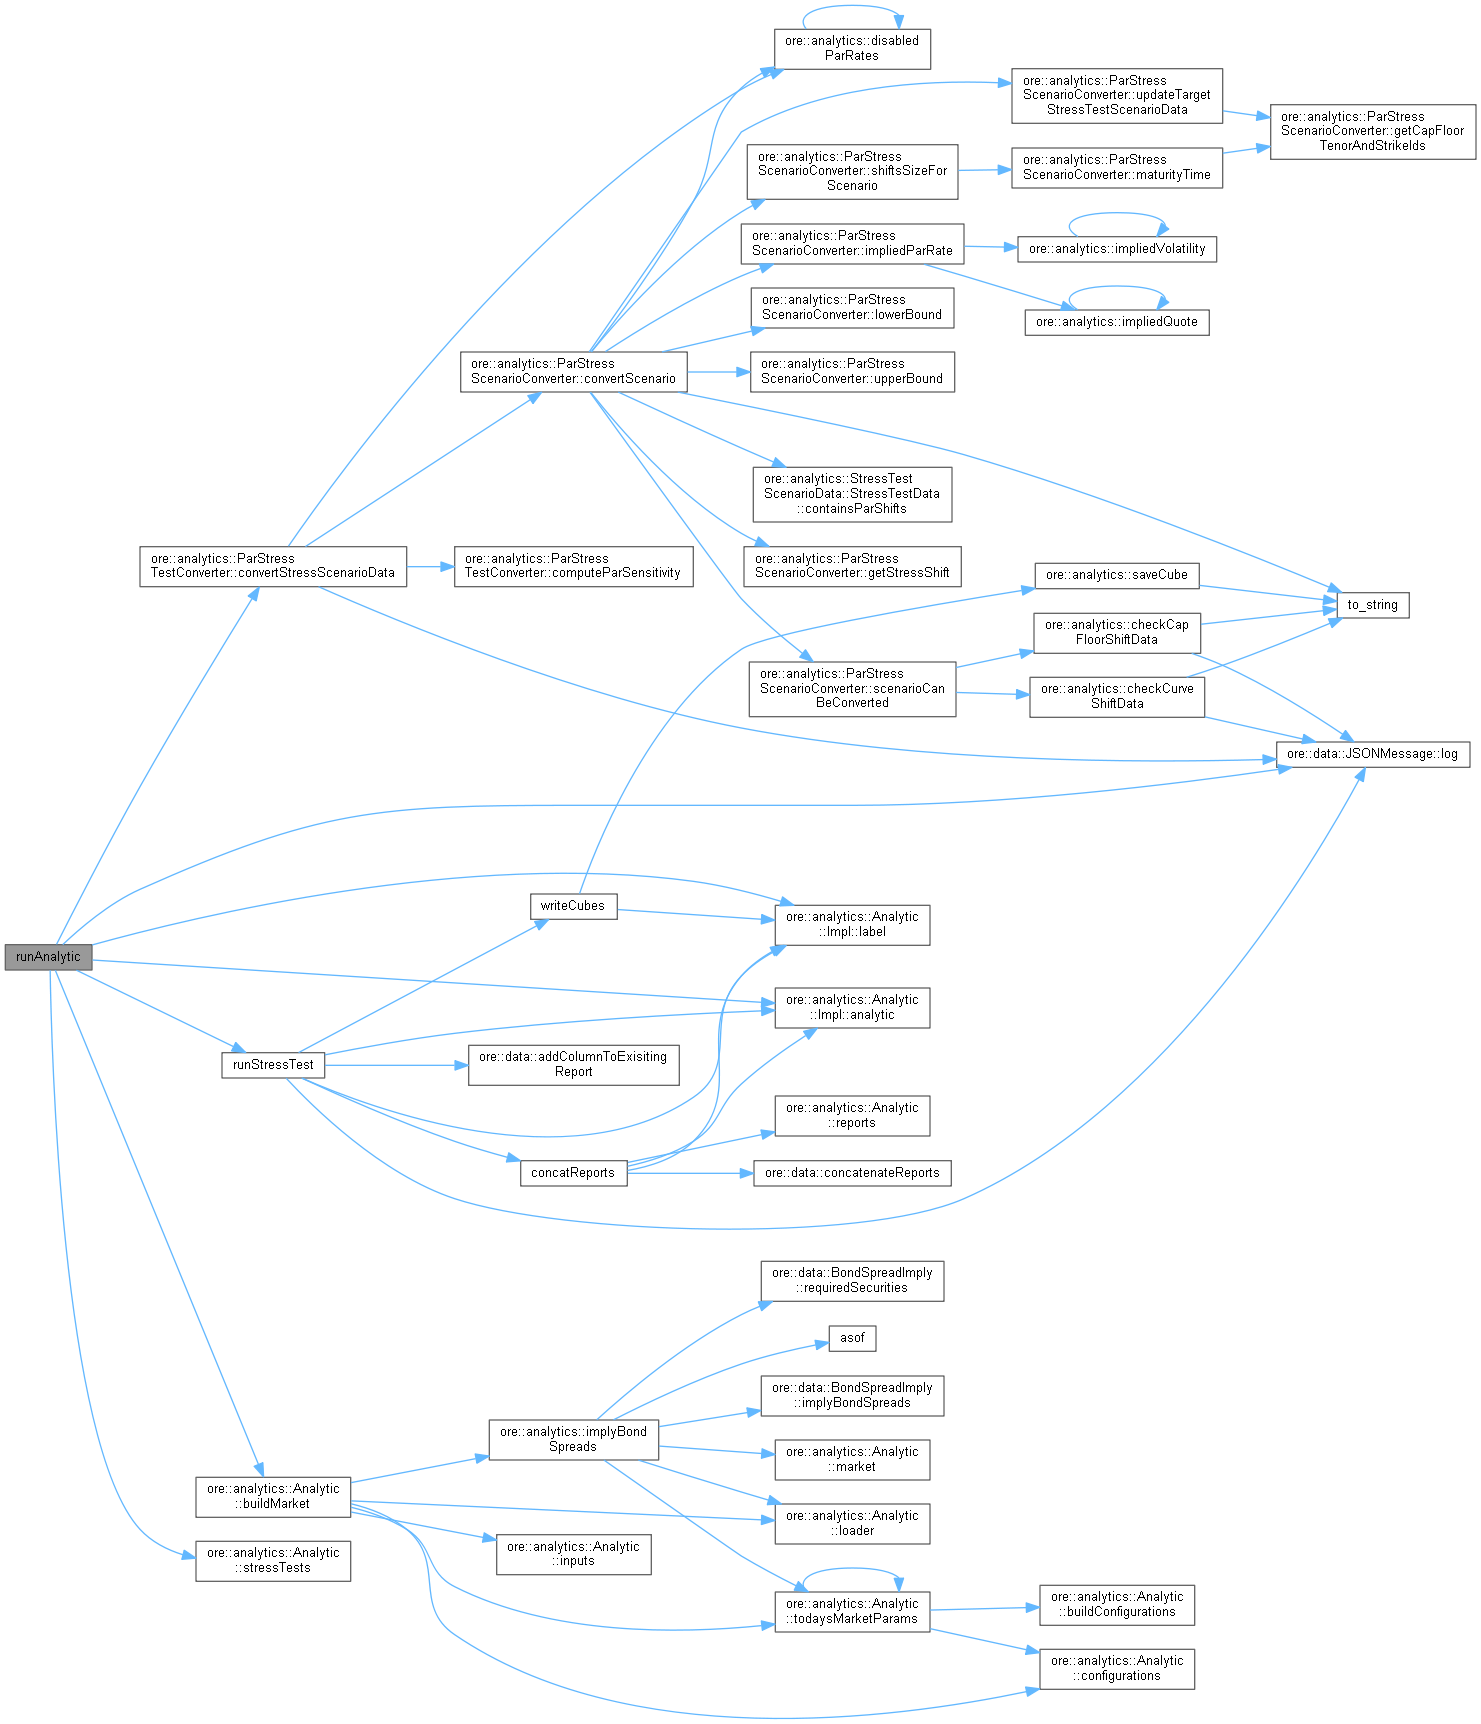 ore::analytics::disabled
ParRates
ore::analytics::ParStress
ScenarioConverter::updateTarget
StressTestScenarioData
ore::analytics::ParStress
ScenarioConverter::getCapFloor
TenorAndStrikeIds
ore::analytics::ParStress
ScenarioConverter::shiftsSizeFor
Scenario
ore::analytics::ParStress
ScenarioConverter::maturityTime
ore::analytics::ParStress
ScenarioConverter::impliedParRate
ore::analytics::impliedVolatility
ore::analytics::ParStress
ScenarioConverter::lowerBound
ore::analytics::impliedQuote
ore::analytics::ParStress
ScenarioConverter::convertScenario
ore::analytics::ParStress
ScenarioConverter::upperBound
ore::analytics::StressTest
ScenarioData::StressTestData
::containsParShifts
ore::analytics::ParStress
TestConverter::convertStressScenarioData
ore::analytics::ParStress
TestConverter::computeParSensitivity
ore::analytics::ParStress
ScenarioConverter::getStressShift
ore::analytics::saveCube
to_string
ore::analytics::checkCap
FloorShiftData
ore::analytics::ParStress
ScenarioConverter::scenarioCan
BeConverted
ore::analytics::checkCurve
ShiftData
ore::data::JSONMessage::log
writeCubes
ore::analytics::Analytic
::Impl::label
runAnalytic
ore::analytics::Analytic
::Impl::analytic
runStressTest
ore::data::addColumnToExisiting
Report
ore::analytics::Analytic
::reports
concatReports
ore::data::concatenateReports
ore::data::BondSpreadImply
::requiredSecurities
asof
ore::data::BondSpreadImply
::implyBondSpreads
ore::analytics::implyBond
Spreads
ore::analytics::Analytic
::market
ore::analytics::Analytic
::buildMarket
ore::analytics::Analytic
::loader
ore::analytics::Analytic
::inputs
ore::analytics::Analytic
::stressTests
ore::analytics::Analytic
::todaysMarketParams
ore::analytics::Analytic
::buildConfigurations
ore::analytics::Analytic
::configurations